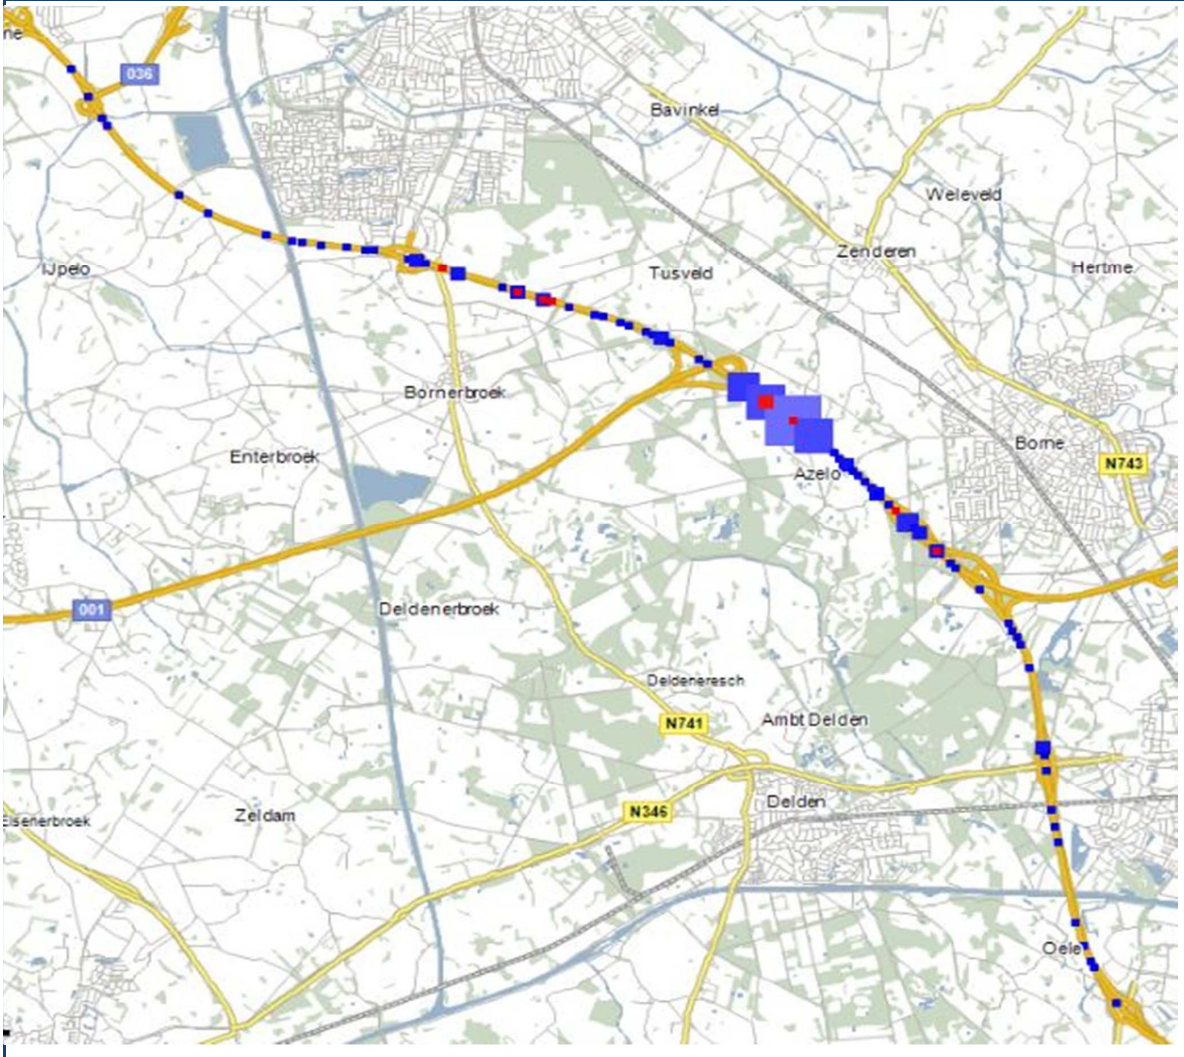 ne
036
Bavinkel
Weleveld
Zenderen
IJpelo
Tusveld
Hertme
Bornerbroek
Borne
Enterbroek
N743
Azelo
001
Deldenerbroek
Deldeneresch
N741
Ambt Delden
Zeldam
N346
Delden
Elsenerbroek
Oele